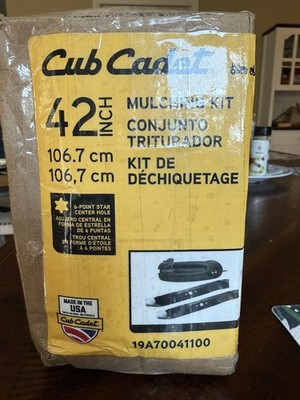 Cub Cadet
42 INCH
106.7 cm
106,7 cm
MULCHING KIT
CONJUNTO
TRITURADOR
KIT DE
DÉCHIQUETAGE
6-POINT STAR
CENTER HOLE
AGUJERO CENTRAL EN
FORMA DE ESTRELLA
DE 6 PUNTAS
TROU CENTRAL
EN FORME D'ÉTOILE
À 6 POINTES
MADE IN THE
USA
Cub Cadet
19A70041100